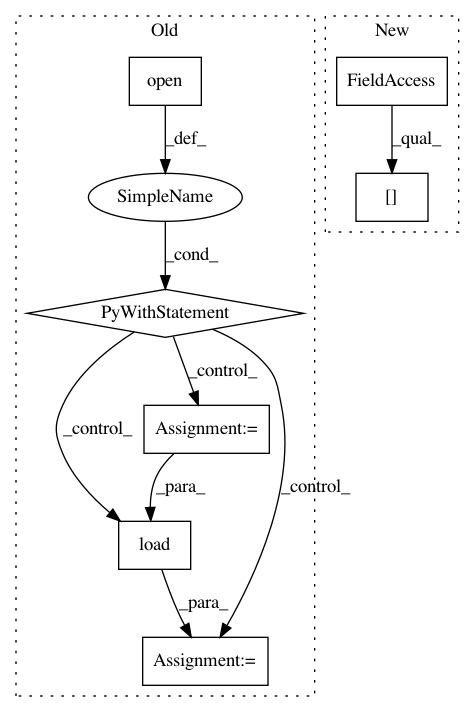 Old
New
open
FieldAccess
_def_
_qual_
SimpleName
[]
_cond_
PyWithStatement
_control_
_control_
Assignment:=
_control_
_para_
load
_para_
Assignment:=